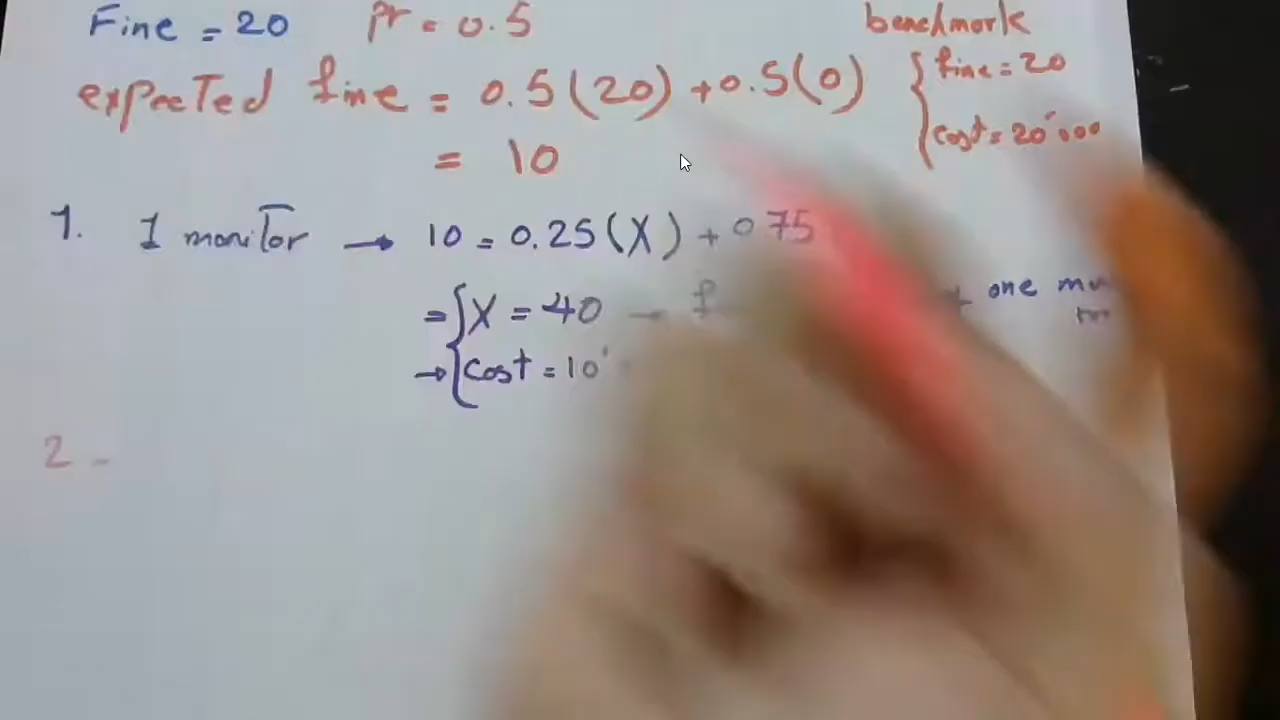 Fine = 20 Pr = 0.5
benchmark
expected fine = 0.5(20) + 0.5(0)
{ fine = 20
cost = 20'000
= 10
1. 1 monitor → 10 = 0.25(X) + 0.75
= { X = 40 → one
→ cost = 10'
2 -